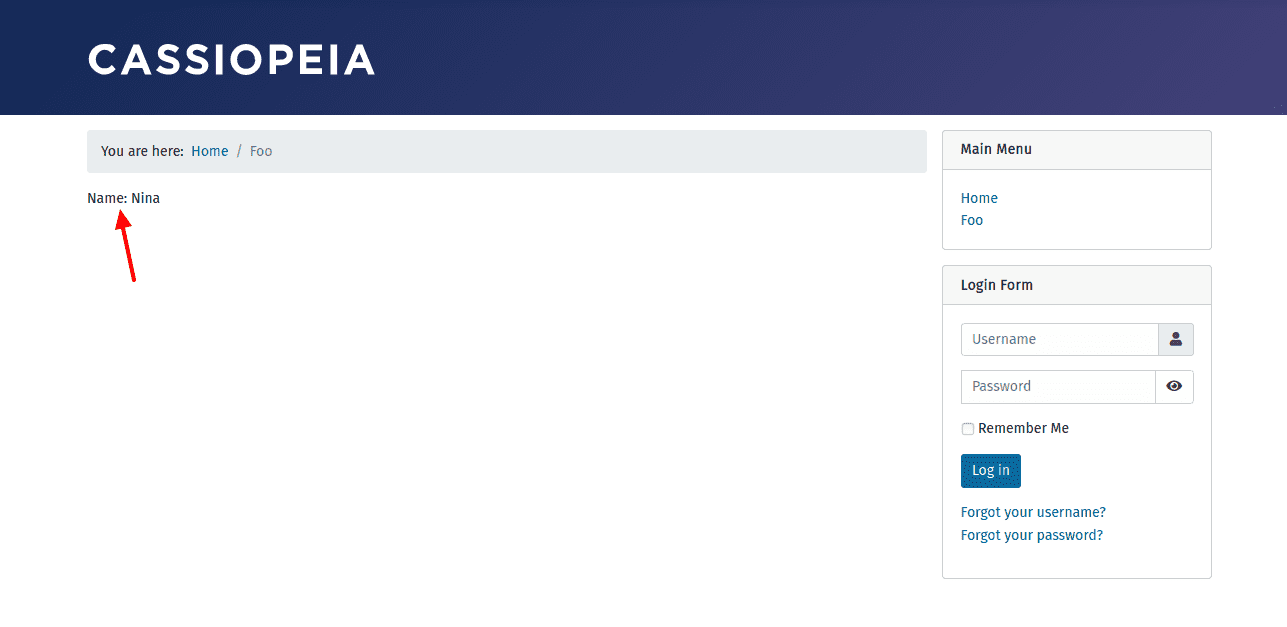 CASSIOPEIA
You are here: Home / Foo
Name: Nina
Main Menu
Home
Foo
Login Form
Username
Password
Remember Me
Log in
Forgot your username?
Forgot your password?